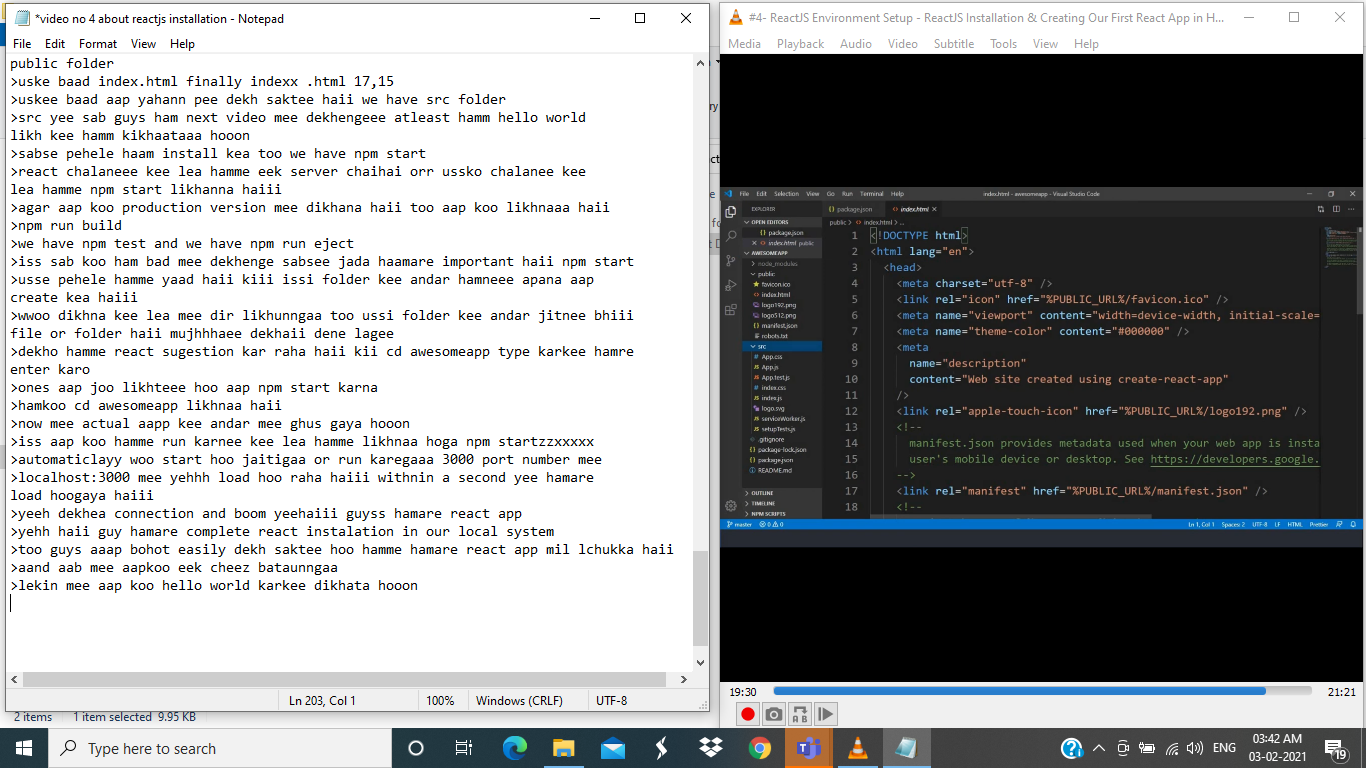 *video no 4 about reactjs installation - Notepad
File Edit Format View Help
public folder
>uske baad index.html finally indexx .html 17,15
>uskee baad aap yahann pee dekh saktee haii we have src folder
>src yee sab guys ham next video mee dekhengeee atleast hamm hello world
likh kee hamm kikhaataaa hooon
>sabse pehele haam install kea too we have npm start
>react chalaneee kee lea hamme eek server chaihai orr ussko chalanee kee
lea hamme npm start likhanna haiii
>agar aap koo production version mee dikhana haii too aap koo likhnaaa haii
>npm run build
>we have npm test and we have npm run eject
>iss sab koo ham bad mee dekhenge sabsee jada haamare important haii npm start
>usse pehele hamme yaad haii kiii issi folder kee andar hamneee apana aap
create kea haiii
>wwoo dikhna kee lea mee dir likhunngaa too ussi folder kee andar jitnee bhiii
file or folder haii mujhhhaee dekhaii dene lagee
>dekho hamme react sugestion kar raha haii kii cd awesomeapp type karkee hamre
enter karo
>ones aap joo likhteee hoo aap npm start karna
>hamkoo cd awesomeapp likhnaa haii
>now mee actual aapp kee andar mee ghus gaya hooon
>iss aap koo hamme run karnee kee lea hamme likhnaa hoga npm startzzxxxxx
>automaticlayy woo start hoo jaitigaa or run karegaaa 3000 port number mee
>localhost:3000 mee yehhh load hoo raha haiii withnin a second yee hamare
load hoogaya haiii
>yeeh dekhea connection and boom yeehaiii guyss hamare react app
>yehh haii guy hamare complete react instalation in our local system
>too guys aaap bohot easily dekh saktee hoo hamme hamare react app mil lchukka haii
>aand aab mee aapkoo eek cheez bataunngaa
>lekin mee aap koo hello world karkee dikhata hooon
Ln 203, Col 1 100% Windows (CRLF) UTF-8
2 items 1 item selected 9.95 KB
#4- ReactJS Environment Setup - ReactJS Installation & Creating Our First React App in H...
Media Playback Audio Video Subtitle Tools View Help
File Edit Selection View Go Run Terminal Help index.html - awesomeapp - Visual Studio Code
EXPLORER
OPEN EDITORS
package.json
index.html public
AWESOMEAPP
node_modules
public
favicon.ico
index.html
logo192.png
logo512.png
manifest.json
robots.txt
src
App.css
App.js
App.test.js
index.css
index.js
logo.svg
serviceWorker.js
setupTests.js
.gitignore
package-lock.json
package.json
README.md
OUTLINE
TIMELINE
NPM SCRIPTS
package.json index.html
public > index.html > ...
1 <!DOCTYPE html>
2 <html lang="en">
3 <head>
4 <meta charset="utf-8" />
5 <link rel="icon" href="%PUBLIC_URL%/favicon.ico" />
6 <meta name="viewport" content="width=device-width, initial-scale=
7 <meta name="theme-color" content="#000000" />
8 <meta
9 name="description"
10 content="Web site created using create-react-app"
11 />
12 <link rel="apple-touch-icon" href="%PUBLIC_URL%/logo192.png" />
13 <!--
14 manifest.json provides metadata used when your web app is insta
15 user's mobile device or desktop. See https://developers.google.
16 -->
17 <link rel="manifest" href="%PUBLIC_URL%/manifest.json" />
18 <!--
master 0 0 Ln 1, Col 1 Spaces: 2 UTF-8 LF HTML Prettier
19:30 21:21
Type here to search
ENG
03:42 AM
03-02-2021
19